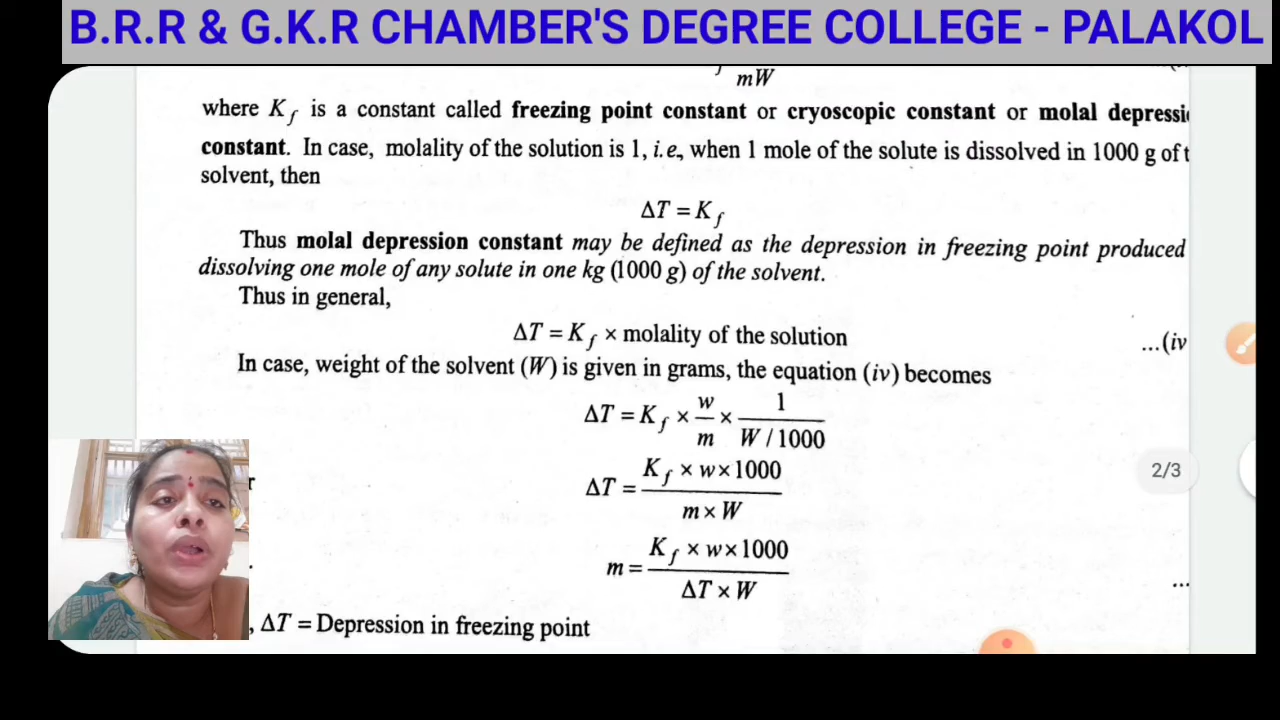 B.R.R & G.K.R CHAMBER'S DEGREE COLLEGE - PALAKOL
mW
where K_f is a constant called freezing point constant or cryoscopic constant or molal depressi
constant. In case, molality of the solution is 1, i.e, when 1 mole of the solute is dissolved in 1000 g of t
solvent, then
ΔT = K_f
Thus molal depression constant may be defined as the depression in freezing point produced
dissolving one mole of any solute in one kg (1000 g) of the solvent.
Thus in general,
ΔT = K_f × molality of the solution ...(iv
In case, weight of the solvent (W) is given in grams, the equation (iv) becomes
ΔT = K_f × w/m × 1/(W / 1000)
r ΔT = (K_f × w × 1000)/(m × W)
2/3
m = (K_f × w × 1000)/(ΔT × W) ...
, ΔT = Depression in freezing point